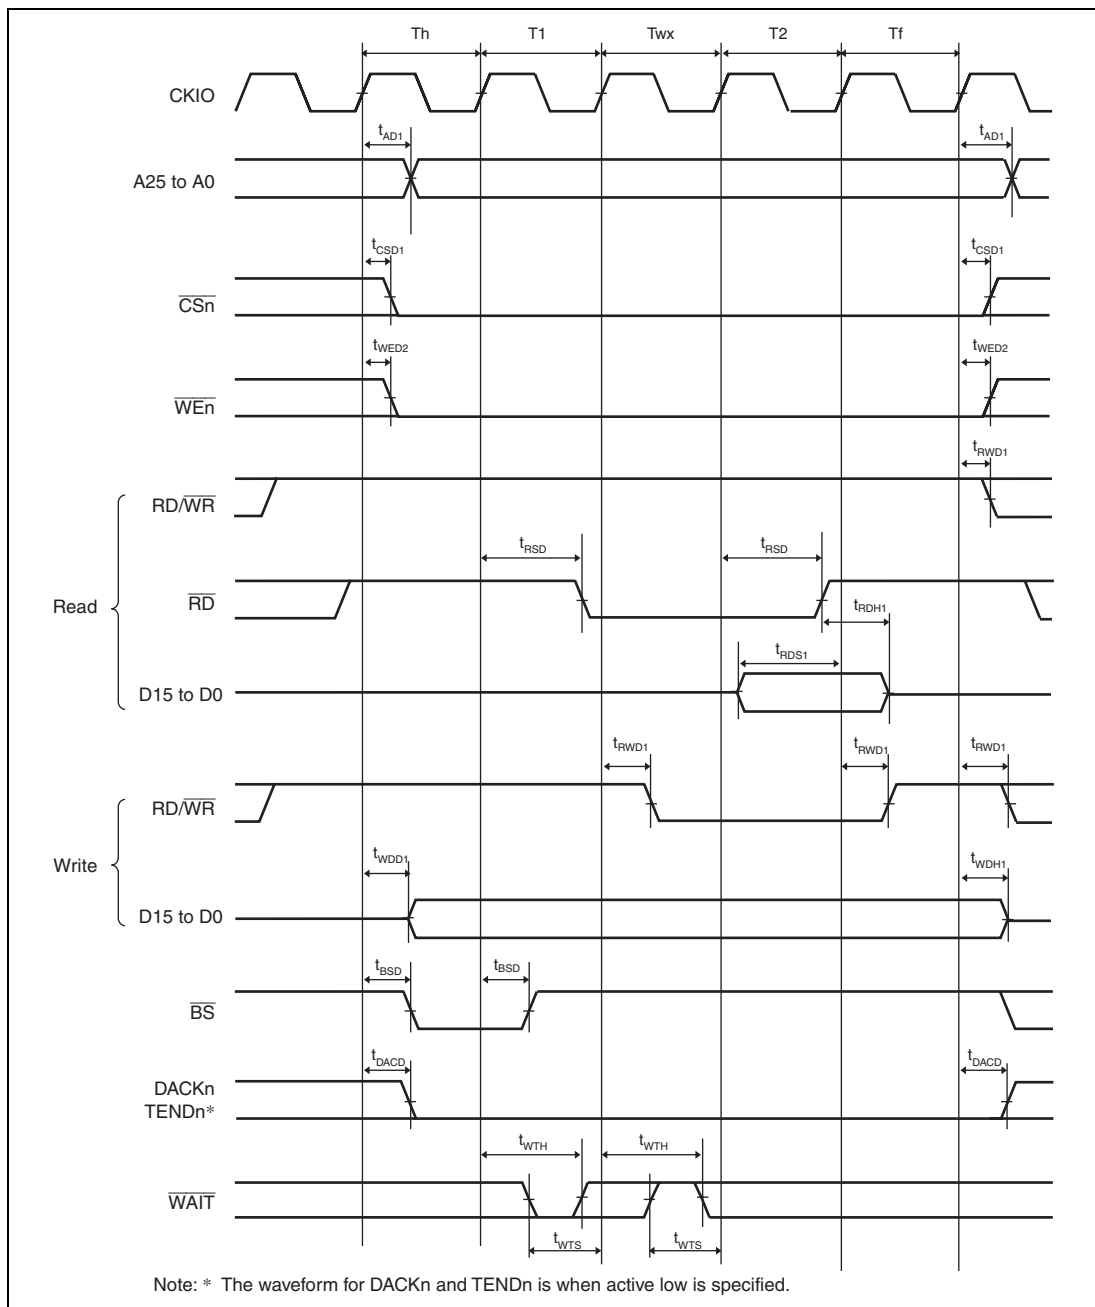 Th T1 Twx T2 Tf
CKIO
tAD1 tAD1
A25 to A0
tCSD1 tCSD1
CSn
tWED2 tWED2
WEn
tRWD1
RD/WR
tRSD tRSD
Read
RD
tRDH1
tRDS1
D15 to D0
tRWD1 tRWD1 tRWD1
RD/WR
Write
tWDD1 tWDH1
D15 to D0
tBSD tBSD
BS
tDACD tDACD
DACKn
TENDn*
tWTH tWTH
WAIT
tWTS tWTS
Note: * The waveform for DACKn and TENDn is when active low is specified.